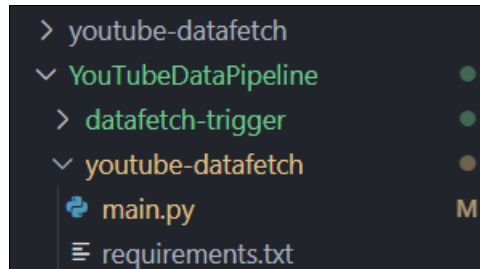 youtube-datafetch
YouTubeDataPipeline
datafetch-trigger
youtube-datafetch
main.py M
requirements.txt